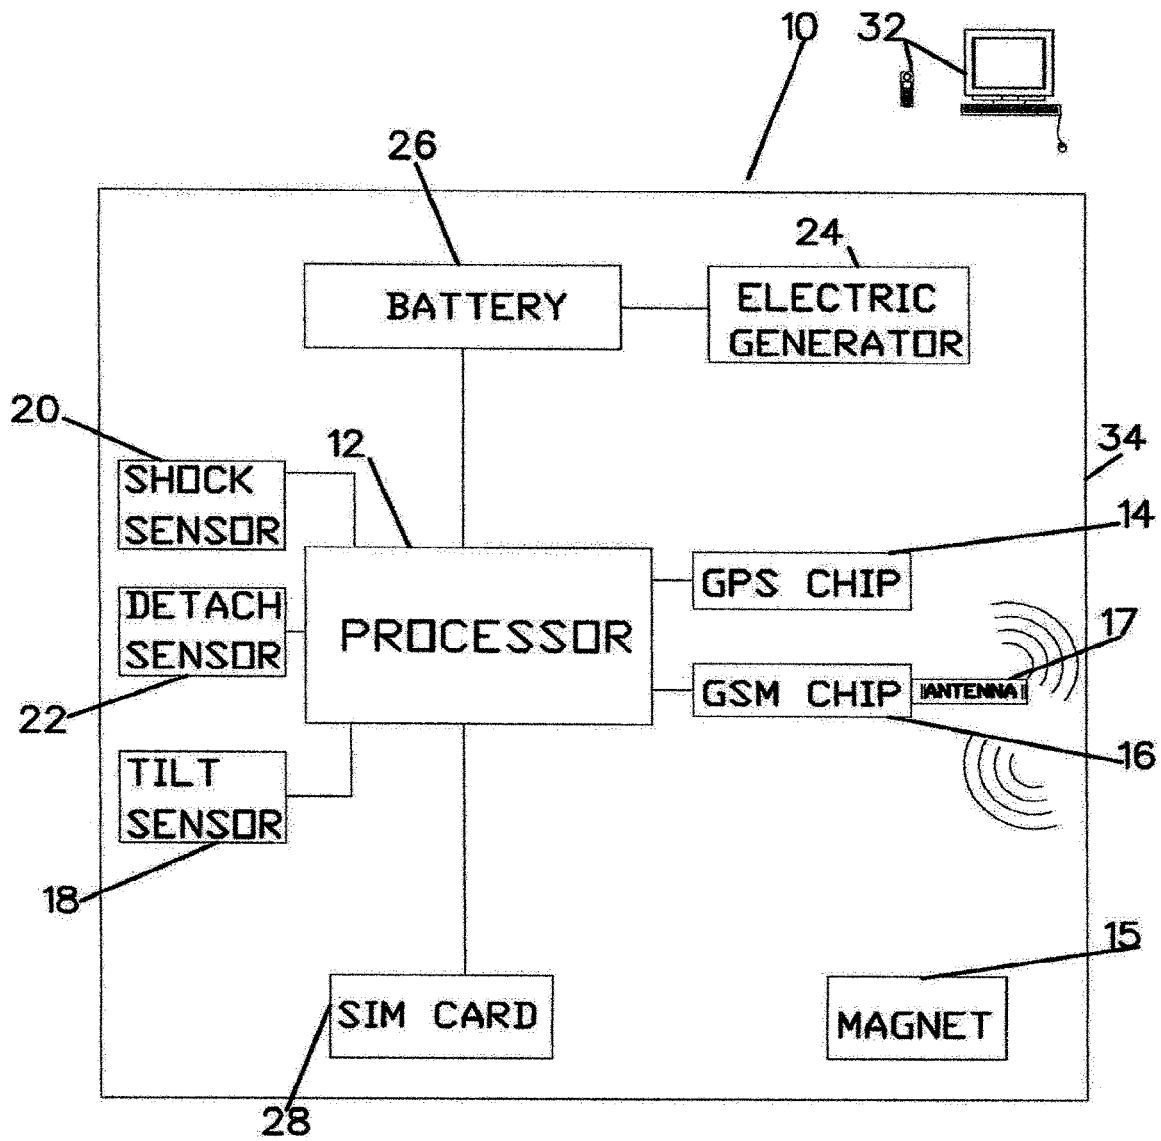 10
32
26
24
BATTERY
ELECTRIC
GENERATOR
20
12
34
SHOCK
SENSOR
14
GPS CHIP
DETACH
SENSOR
PROCESSOR
17
GSM CHIP
ANTENNA
22
16
TILT
SENSOR
18
15
SIM CARD
MAGNET
28